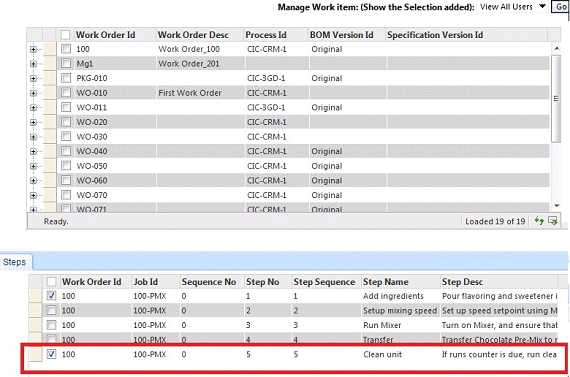 Manage Work item: (Show the Selection added): View All Users Go
Work Order Id Work Order Desc Process Id BOM Version Id Specification Version Id
100 Work Order_100 CIC-CRM-1 Original
Mg1 Work Order_201
PKG-010 CIC-3GD-1 Original
WO-010 First Work Order CIC-CRM-1
WO-011 CIC-3GD-1 Original
WO-020 CIC-CRM-1
WO-030 CIC-CRM-1
WO-040 CIC-CRM-1 Original
WO-050 CIC-CRM-1 Original
WO-060 CIC-CRM-1 Original
WO-070 CIC-CRM-1 Original
WO-071 CIC-CRM-1 Original
Ready. Loaded 19 of 19
Steps
Work Order Id Job Id Sequence No Step No Step Sequence Step Name Step Desc
100 100-PMX 0 1 1 Add ingredients Pour flavoring and sweetener i
100 100-PMX 0 2 2 Setup mixing speed Set up speed setpoint using M
100 100-PMX 0 3 3 Run Mixer Turn on Mixer, and ensure that
100 100-PMX 0 4 4 Transfer Transfer Chocolate Pre-Mix to
100 100-PMX 0 5 5 Clean unit If runs counter is due, run clea